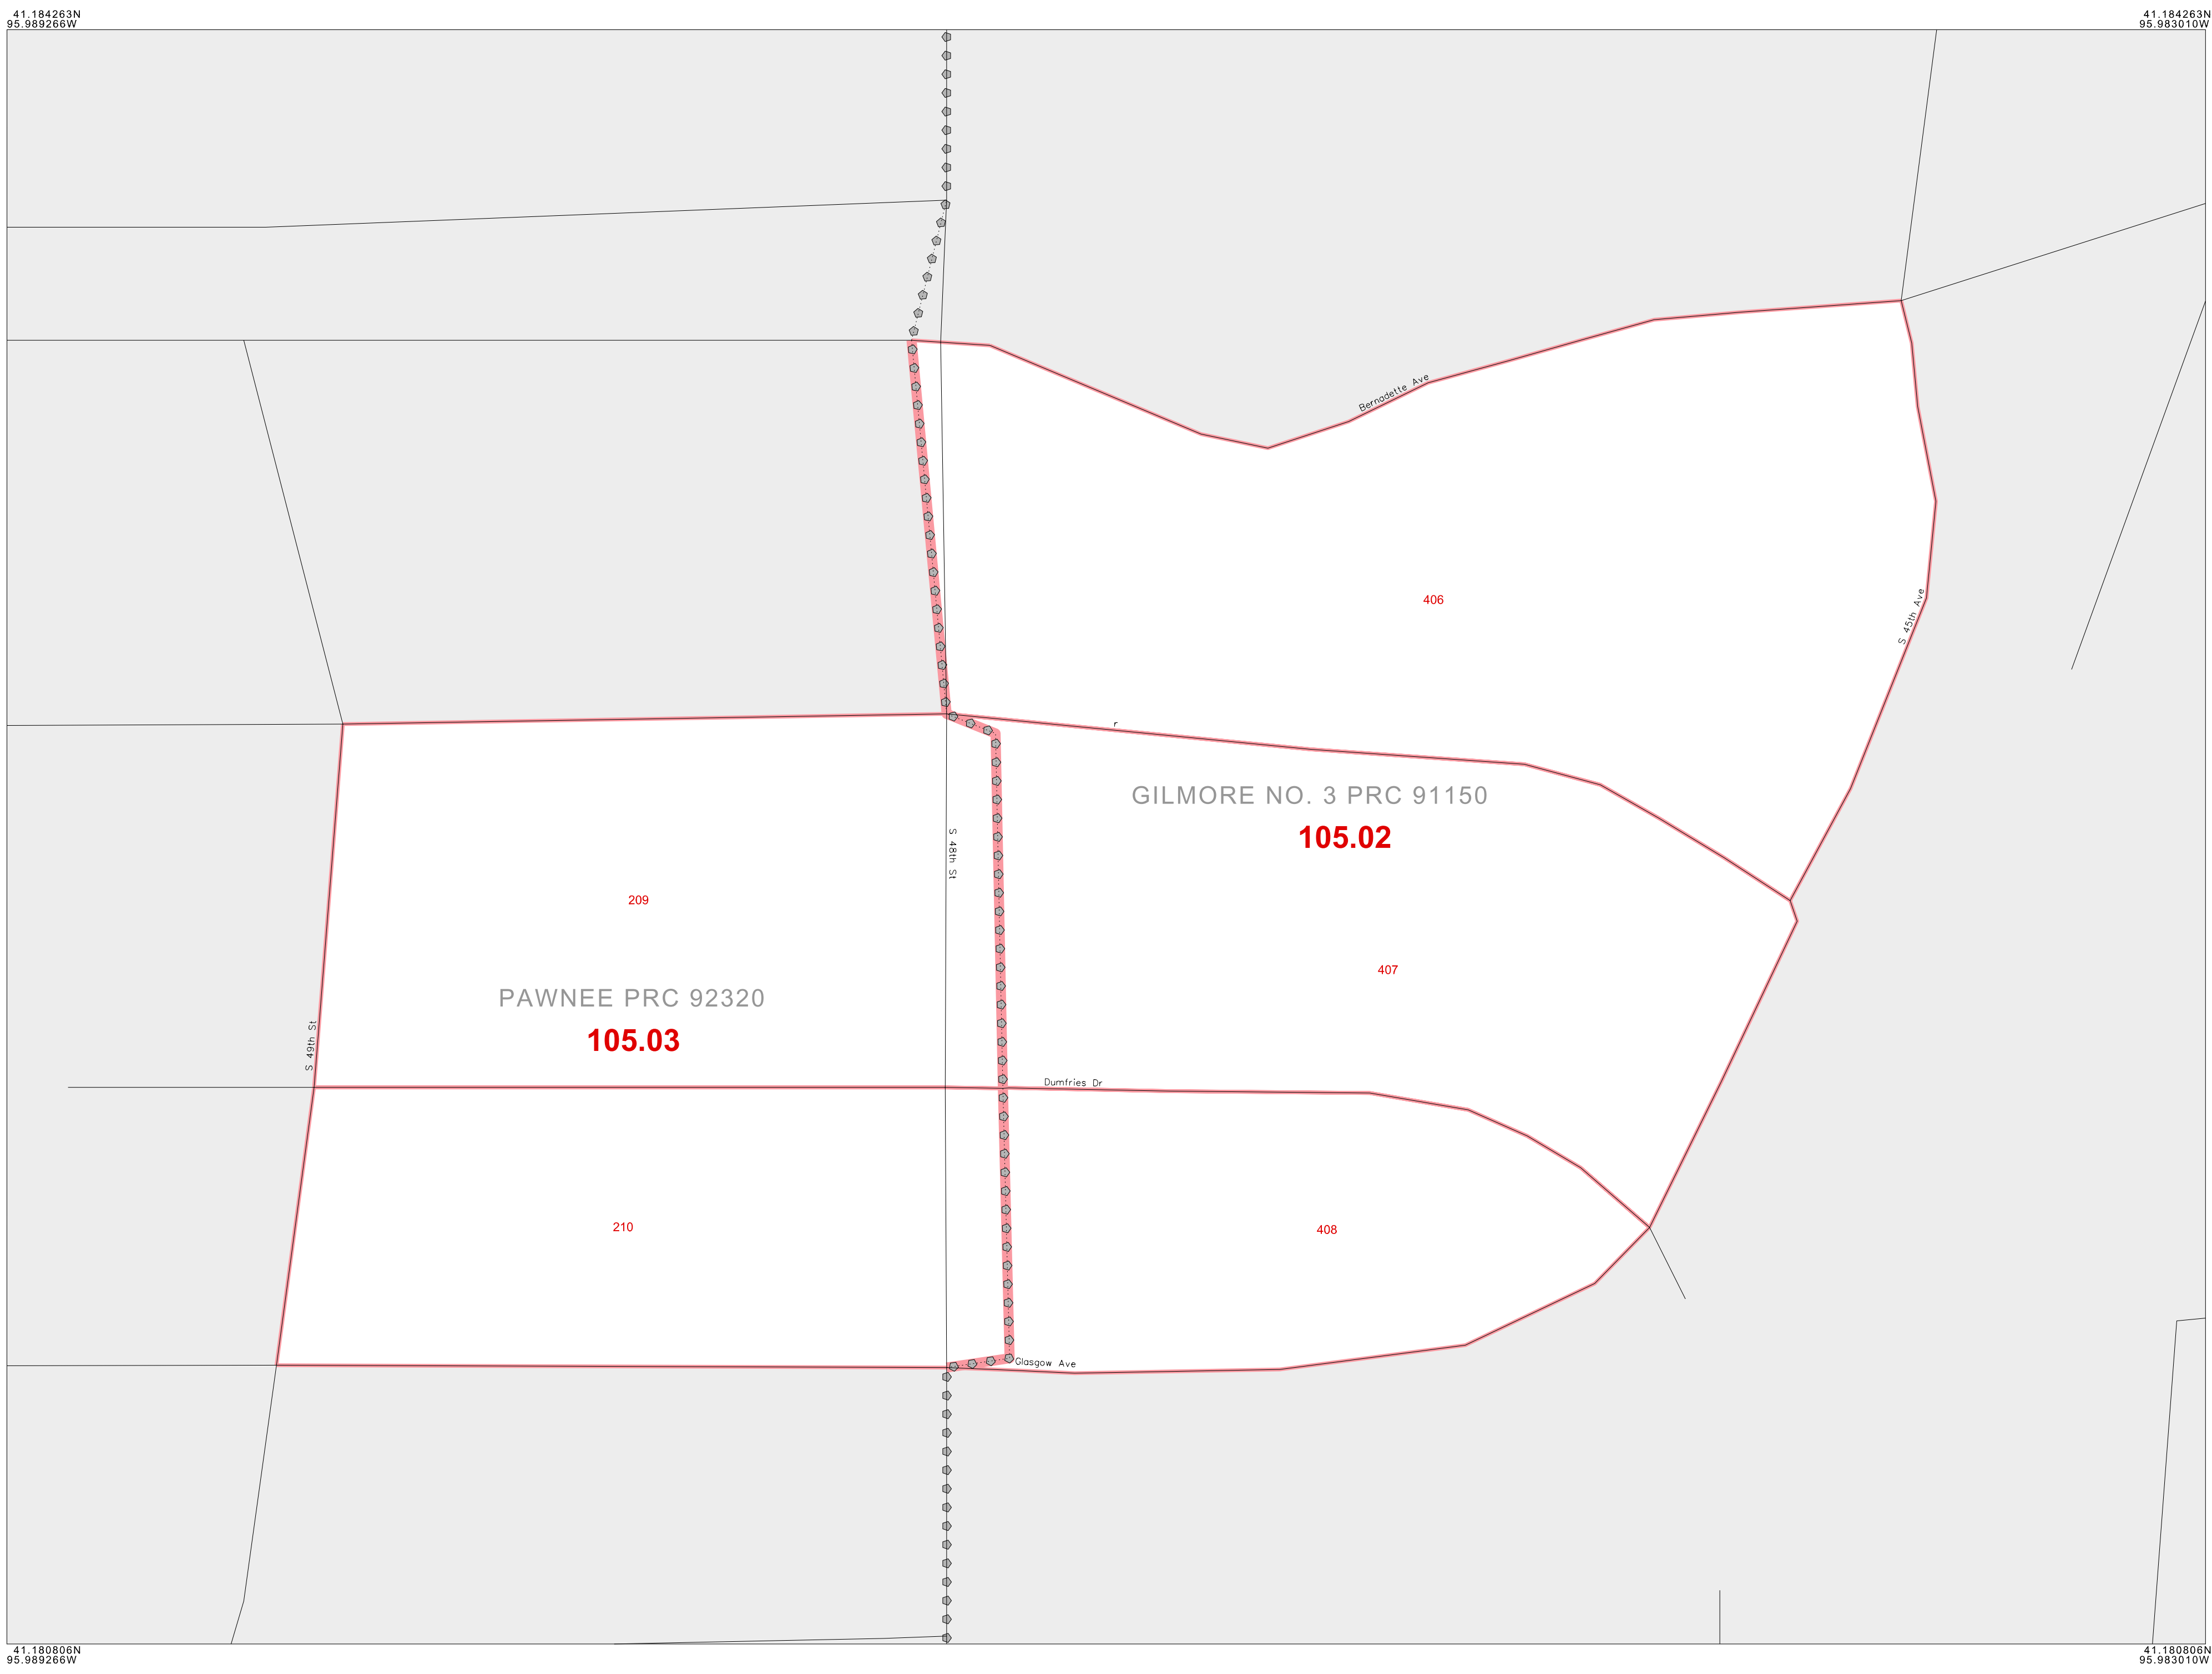 41.184263N
95.989266W
41.184263N
95.983010W
Bernadette Ave
406
S 45th Ave
r
GILMORE NO. 3 PRC 91150
105.02
S 48th St
209
407
PAWNEE PRC 92320
105.03
S 49th St
Dumfries Dr
210
408
Glasgow Ave
41.180806N
95.989266W
41.180806N
95.983010W